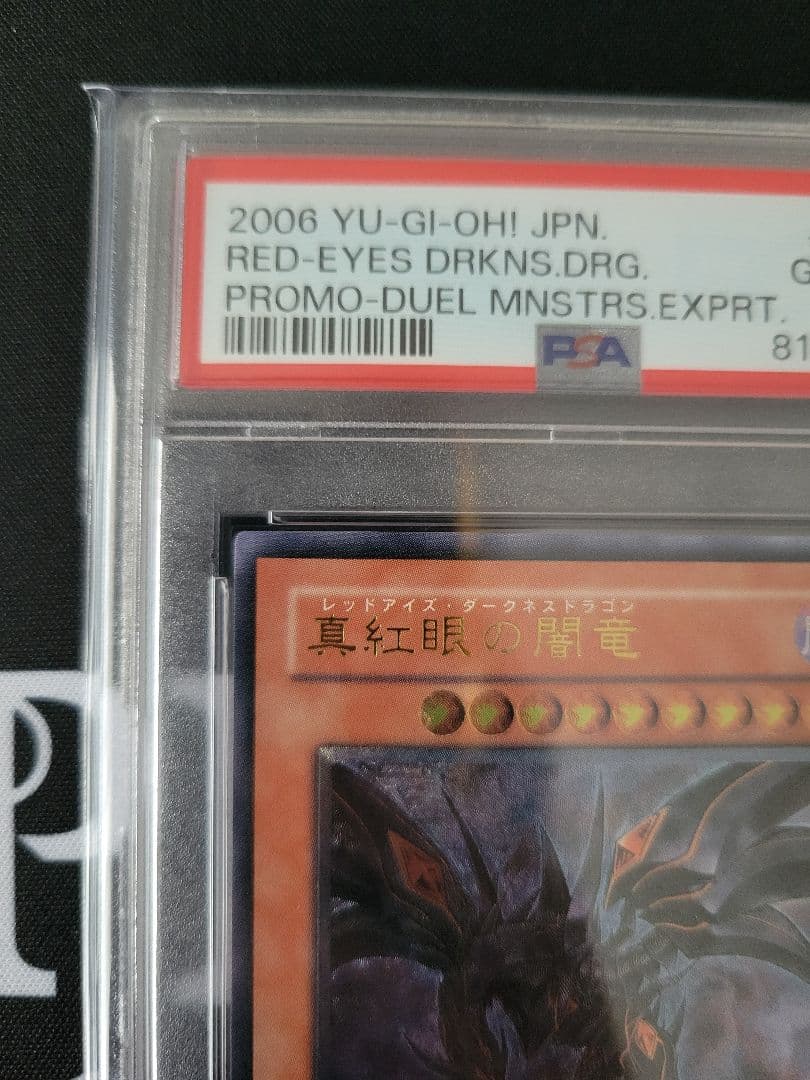 2006 YU-GI-OH! JPN.
RED-EYES DRKNS.DRG.
G
PROMO-DUEL MNSTRS.EXPRT.
PSA
81
レッドアイズ・ダークネスドラゴン
真紅眼の闇竜
P